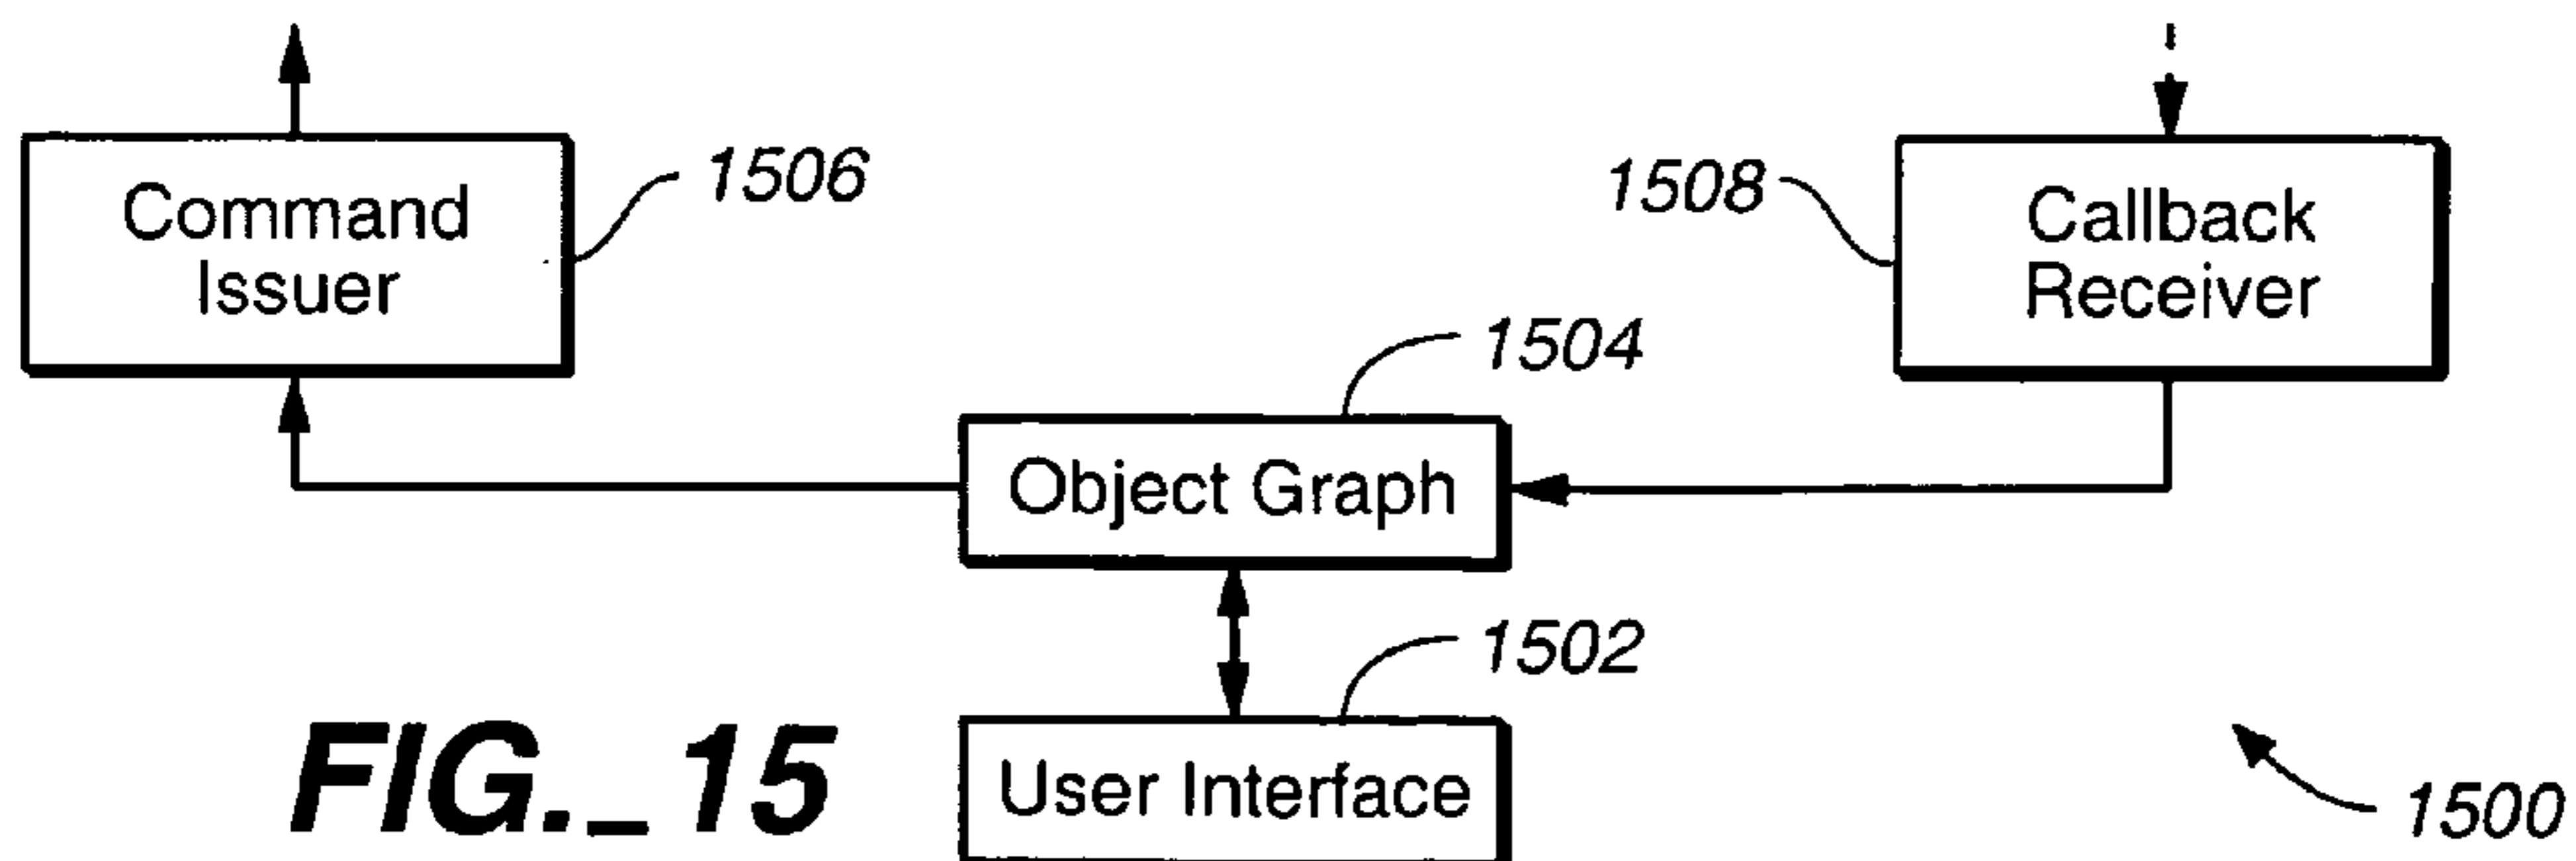 Command
Issuer
1506
1508
Callback
Receiver
1504
Object Graph
1502
User Interface
FIG._15
1500